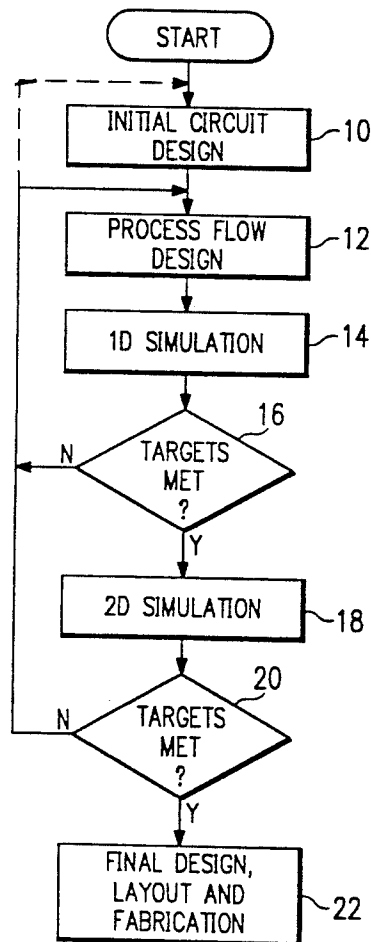 START
INITIAL CIRCUIT
DESIGN
10
PROCESS FLOW
DESIGN
12
1D SIMULATION
14
16
N
TARGETS
MET
?
Y
2D SIMULATION
18
20
N
TARGETS
MET
?
Y
FINAL DESIGN,
LAYOUT AND
FABRICATION
22